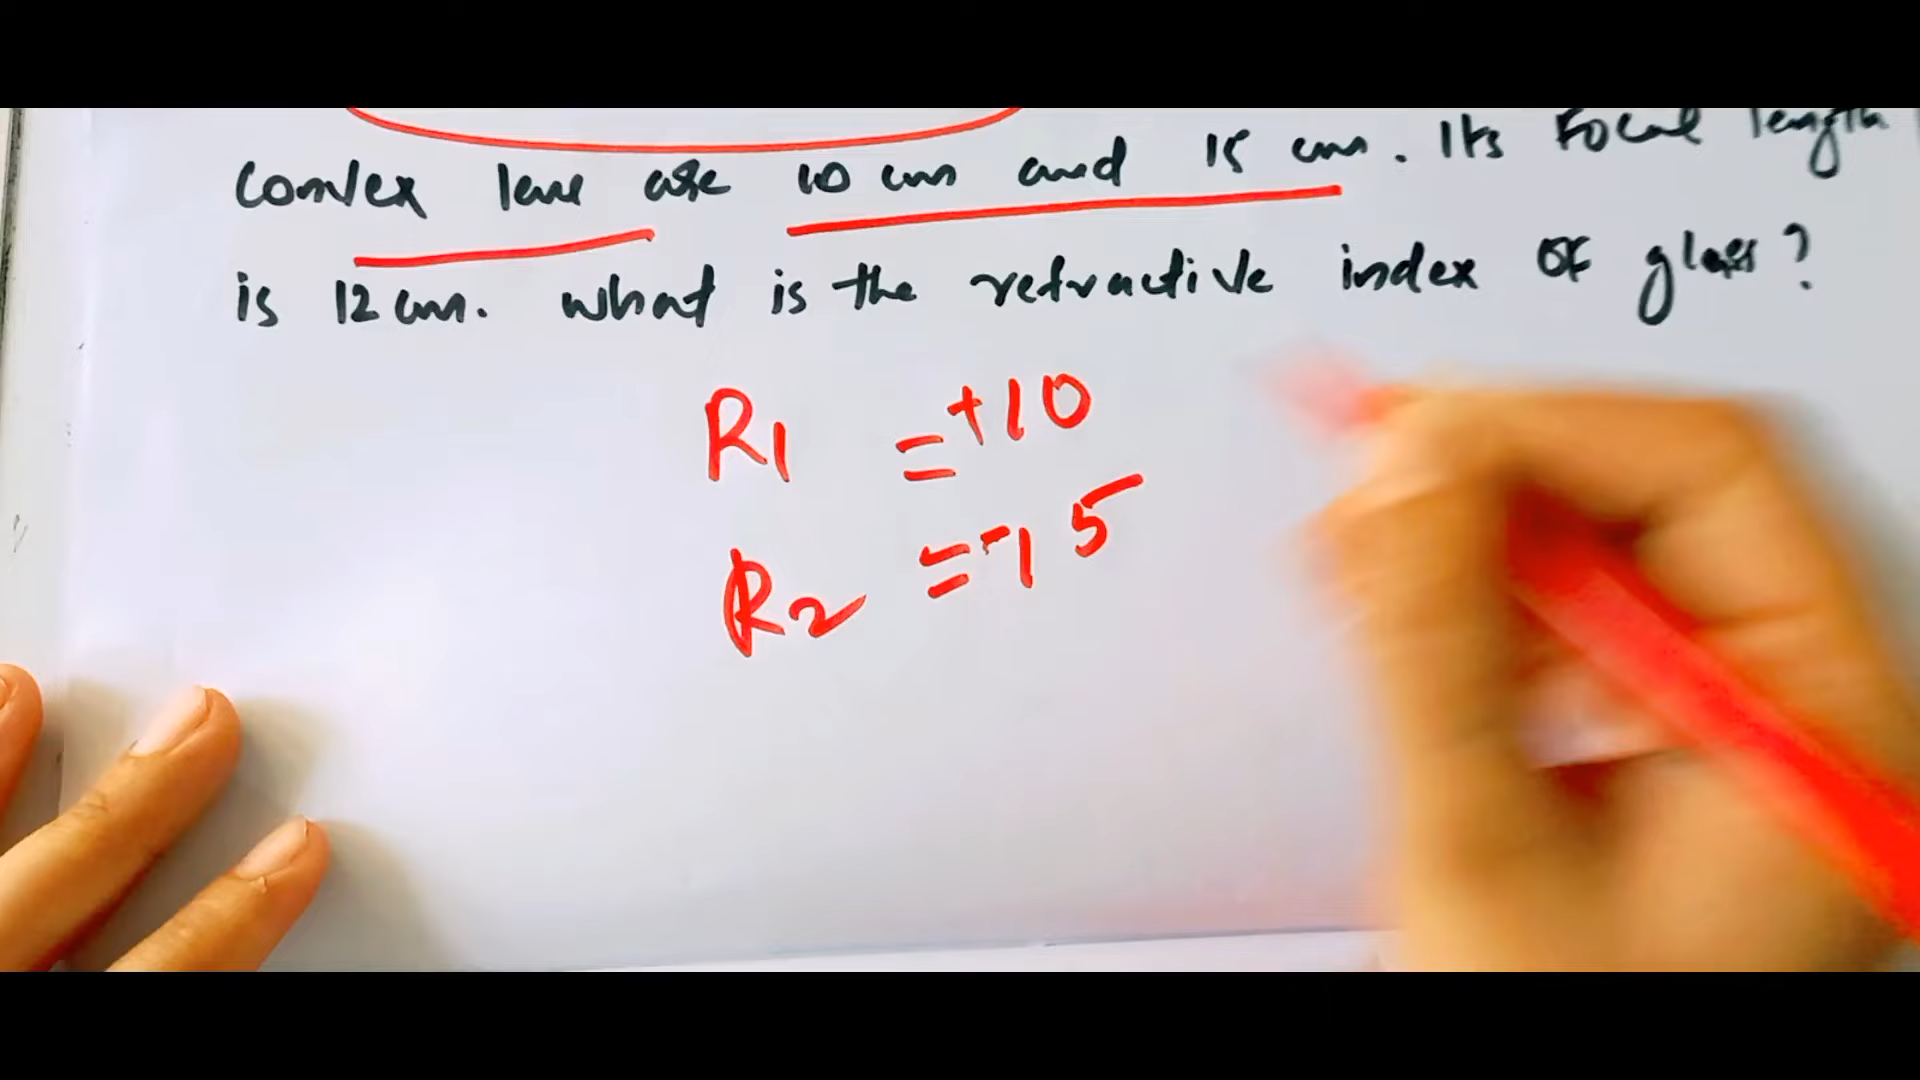 convex lens are 10 cm and 15 cm. Its Focal length
is 12 cm. what is the refractive index of glass?
R1 = +10
R2 = -15